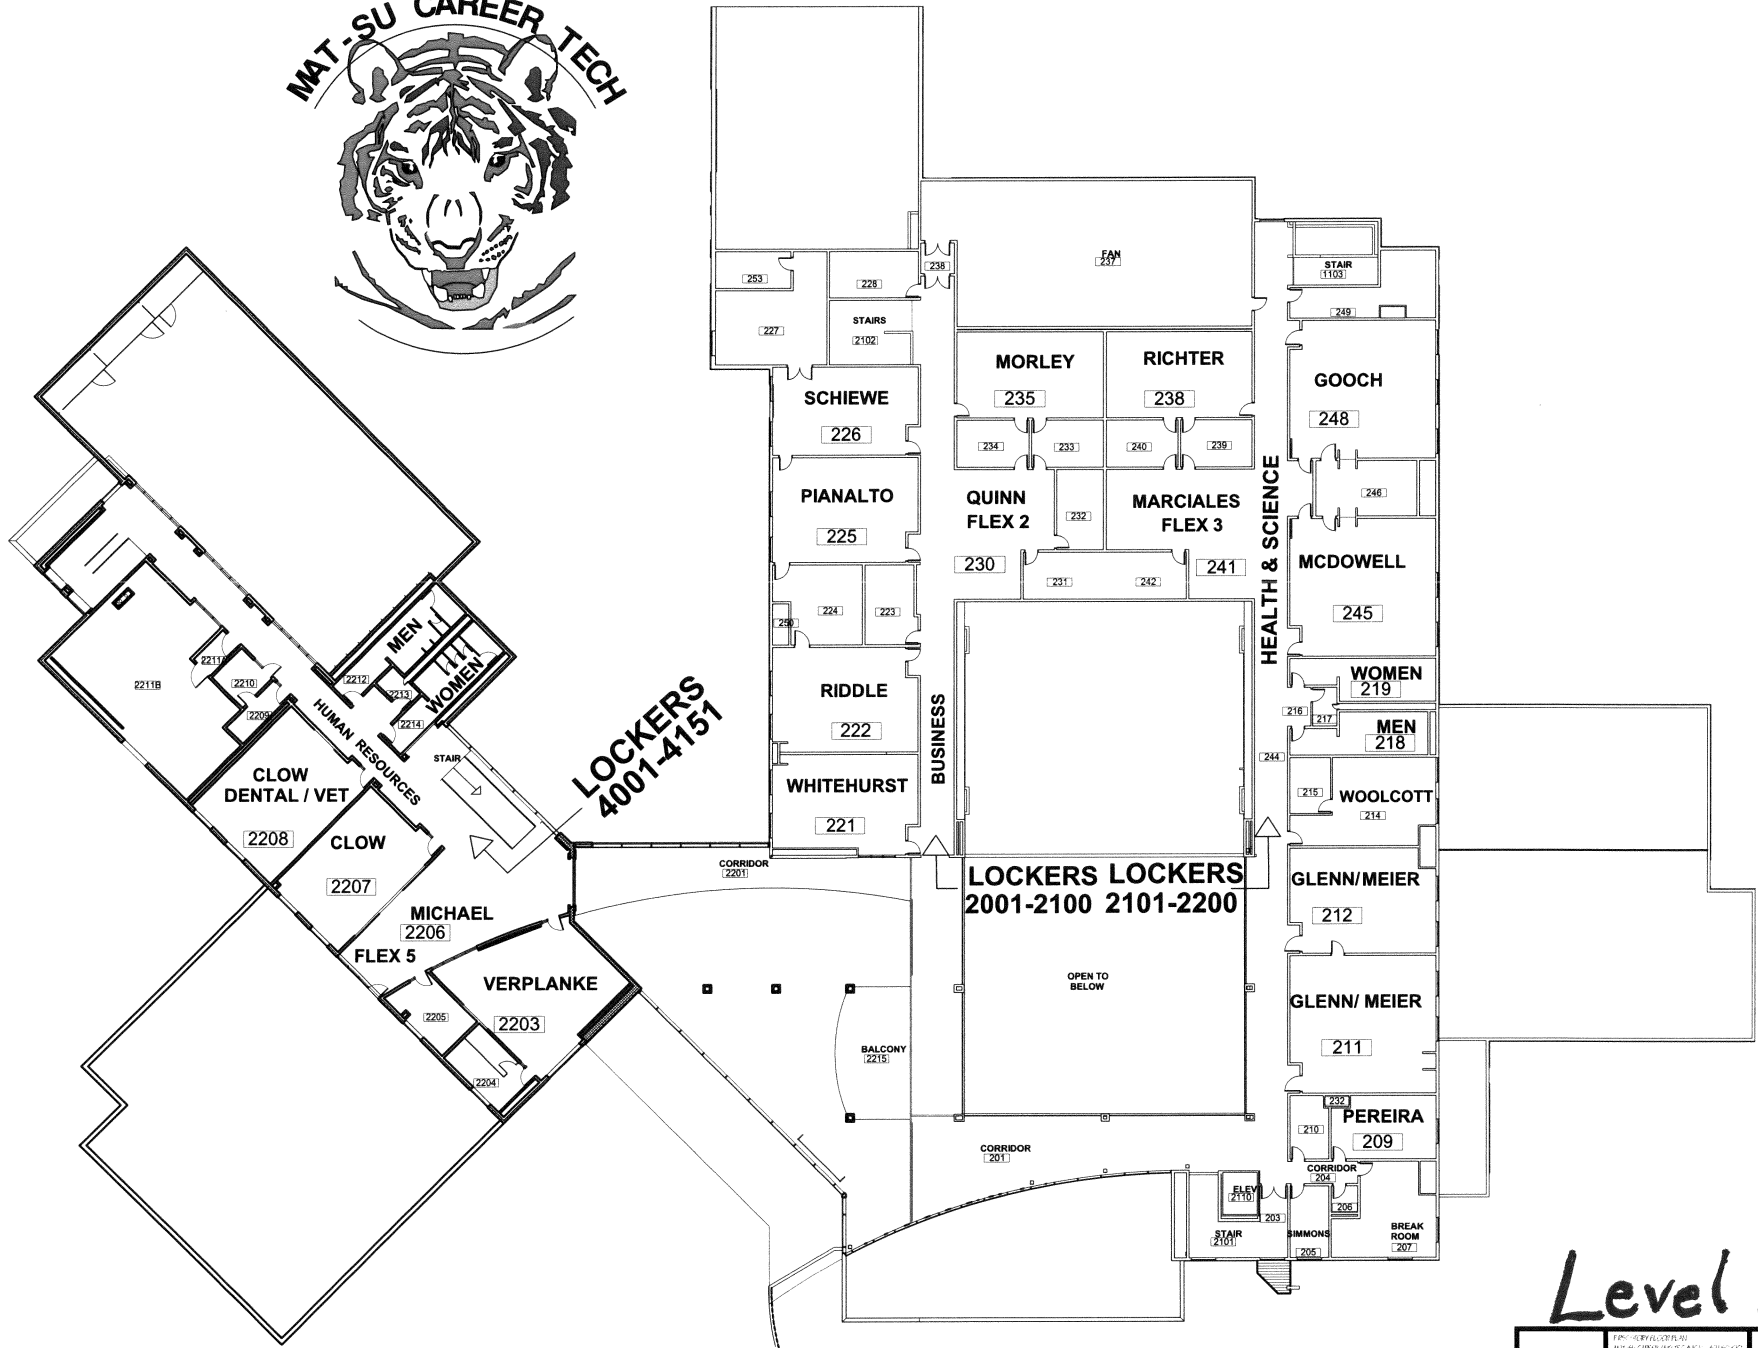 MAT-SU CAREER TECH
FAN
237
238
253
228
227
STAIRS
2102
STAIR
1103
249
MORLEY
235
RICHTER
238
GOOCH
248
SCHIEWE
226
234
233
240
239
246
PIANALTO
225
QUINN
FLEX 2
230
232
MARCIALES
FLEX 3
241
HEALTH & SCIENCE
MCDOWELL
245
231
242
224
223
250
RIDDLE
222
BUSINESS
WOMEN
219
216
217
MEN
218
244
WHITEHURST
221
215
WOOLCOTT
214
LOCKERS
2001-2100
LOCKERS
2101-2200
GLENN/MEIER
212
GLENN/ MEIER
211
OPEN TO
BELOW
CORRIDOR
2201
BALCONY
2215
CORRIDOR
201
232
PEREIRA
209
210
CORRIDOR
204
206
ELEV
2110
203
STAIR
2101
SIMMONS
205
BREAK
ROOM
207
MEN
WOMEN
2212
2213
2214
2211A
2211B
2210
2209
HUMAN RESOURCES
STAIR
LOCKERS
4001-4151
CLOW
DENTAL / VET
2208
CLOW
2207
MICHAEL
2206
FLEX 5
VERPLANKE
2203
2205
2204
Level